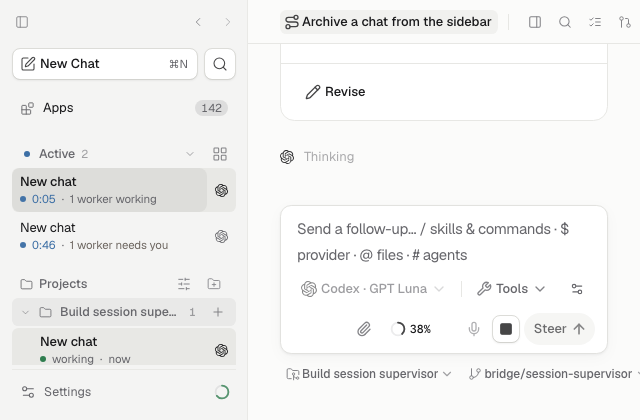 New Chat
⌘N
Apps
142
Active 2
New chat
0:05 · 1 worker working
New chat
0:46 · 1 worker needs you
Projects
Build session supe... 1
New chat
working · now
Settings
Archive a chat from the sidebar
Revise
Thinking
Send a follow-up... / skills & commands · $
provider · @ files · # agents
Codex · GPT Luna
Tools
38%
Steer
Build session supervisor
bridge/session-supervisor